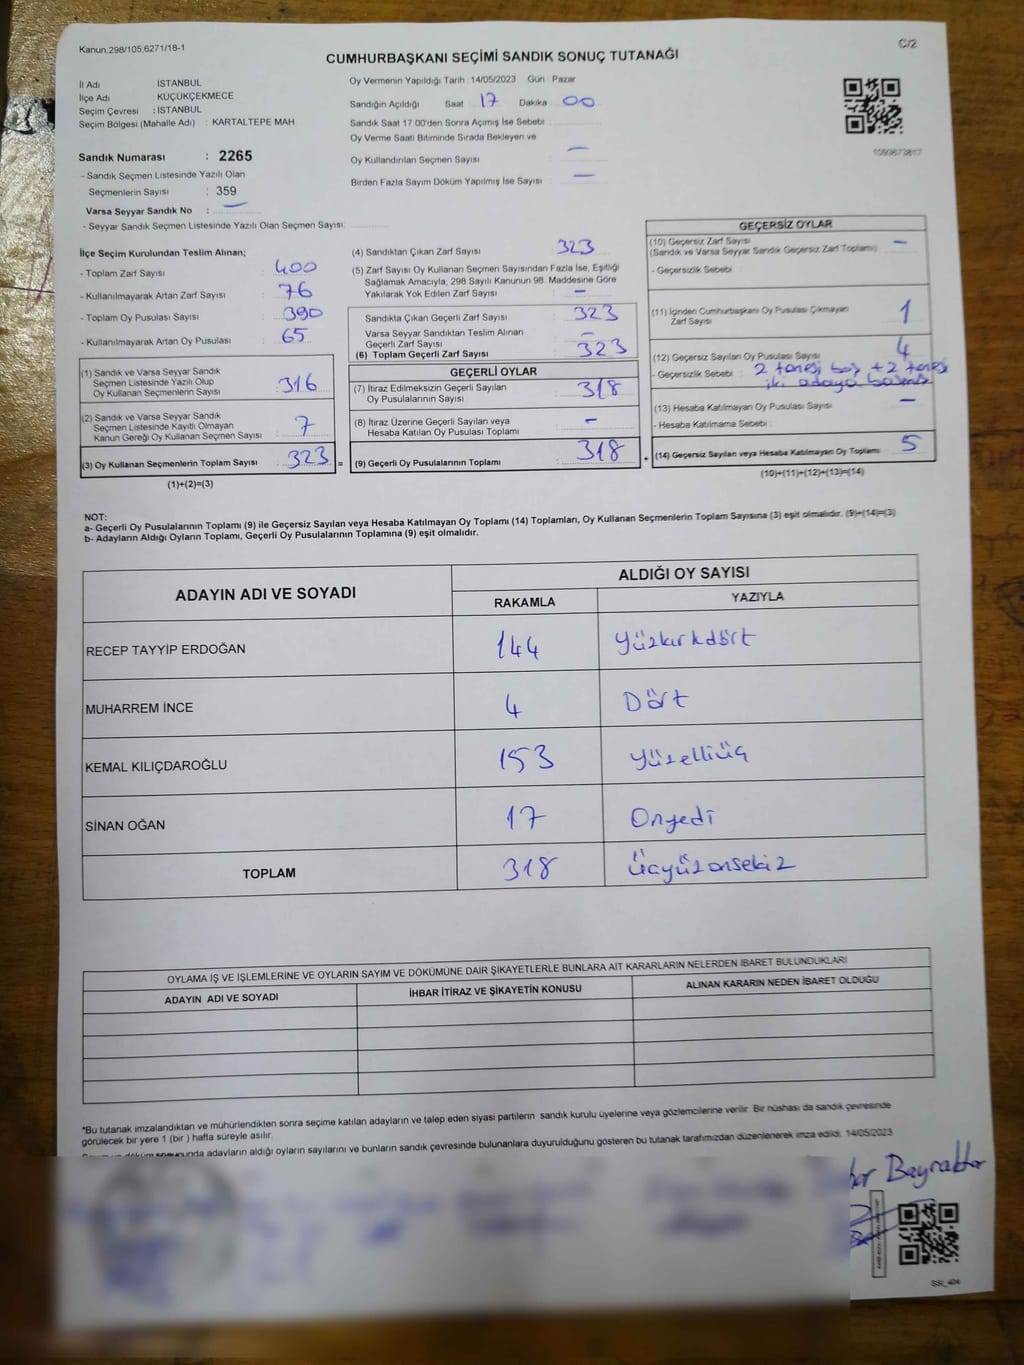 Kanun.298/105,6271/18-1
C/2
CUMHURBAŞKANI SEÇİMİ SANDIK SONUÇ TUTANAĞI
İl Adı : İSTANBUL
İlçe Adı : KÜÇÜKÇEKMECE
Seçim Çevresi : İSTANBUL
Seçim Bölgesi (Mahalle Adı) : KARTALTEPE MAH
Sandık Numarası : 2265
- Sandık Seçmen Listesinde Yazılı Olan
Seçmenlerin Sayısı : 359
Varsa Seyyar Sandık No : —
- Seyyar Sandık Seçmen Listesinde Yazılı Olan Seçmen Sayısı:
Oy Vermenin Yapıldığı Tarih : 14/05/2023 Gün Pazar
Sandığın Açıldığı Saat 17 Dakika 00
Sandık Saat 17.00'den Sonra Açımış İse Sebebi :
Oy Verme Saati Bitiminde Sırada Bekleyen ve
Oy Kullandırılan Seçmen Sayısı —
Birden Fazla Sayım Döküm Yapılmış İse Sayısı : —
1093673817
İlçe Seçim Kurulundan Teslim Alınan;
- Toplam Zarf Sayısı : 400
- Kullanılmayarak Artan Zarf Sayısı : 76
- Toplam Oy Pusulası Sayısı : 390
- Kullanılmayarak Artan Oy Pusulası : 65
(1) Sandık ve Varsa Seyyar Sandık
Seçmen Listesinde Yazılı Olup
Oy Kullanan Seçmenlerin Sayısı : 316
(2) Sandık ve Varsa Seyyar Sandık
Seçmen Listesinde Kayıtlı Olmayan
Kanun Gereği Oy Kullanan Seçmen Sayısı : 7
(3) Oy Kullanan Seçmenlerin Toplam Sayısı : 323 =
(1)+(2)=(3)
(4) Sandıktan Çıkan Zarf Sayısı 323
(5) Zarf Sayısı Oy Kullanan Seçmen Sayısından Fazla İse, Eşitliği
Sağlamak Amacıyla, 298 Sayılı Kanunun 98. Maddesine Göre
Yakılarak Yok Edilen Zarf Sayısı : —
Sandıkta Çıkan Geçerli Zarf Sayısı : 323
Varsa Seyyar Sandıktan Teslim Alınan
Geçerli Zarf Sayısı : —
(6) Toplam Geçerli Zarf Sayısı : 323
GEÇERLİ OYLAR
(7) İtiraz Edilmeksizin Geçerli Sayılan
Oy Pusulalarının Sayısı : 318
(8) İtiraz Üzerine Geçerli Sayılan veya
Hesaba Katılan Oy Pusulası Toplamı : —
(9) Geçerli Oy Pusulalarının Toplamı : 318 +
GEÇERSİZ OYLAR
(10) Geçersiz Zarf Sayısı —
(Sandık ve Varsa Seyyar Sandık Geçersiz Zarf Toplamı)
- Geçersizlik Sebebi
(11) İçinden Cumhurbaşkanı Oy Pusulası Çıkmayan
Zarf Sayısı 1
(12) Geçersiz Sayılan Oy Pusulası Sayısı 4
- Geçersizlik Sebebi : 2 tanesi boş + 2 tanesi
iki adaya
(13) Hesaba Katılmayan Oy Pusulası Sayısı —
- Hesaba Katılmama Sebebi :
(14) Geçersiz Sayılan veya Hesaba Katılmayan Oy Toplamı 5
(10)+(11)+(12)+(13)=(14)
NOT:
a- Geçerli Oy Pusulalarının Toplamı (9) ile Geçersiz Sayılan veya Hesaba Katılmayan Oy Toplamı (14) Toplamları, Oy Kullanan Seçmenlerin Toplam Sayısına (3) eşit olmalıdır. (9)+(14)=(3)
b- Adayların Aldığı Oyların Toplamı, Geçerli Oy Pusulalarının Toplamına (9) eşit olmalıdır.
ADAYIN ADI VE SOYADI
ALDIĞI OY SAYISI
RAKAMLA YAZIYLA
RECEP TAYYİP ERDOĞAN 144 Yüzkırkdört
MUHARREM İNCE 4 Dört
KEMAL KILIÇDAROĞLU 153 Yüzelliüç
SİNAN OĞAN 17 Onyedi
TOPLAM 318 Üçyüzonsekiz
OYLAMA İŞ VE İŞLEMLERİNE VE OYLARIN SAYIM VE DÖKÜMÜNE DAİR ŞİKAYETLERLE BUNLARA AİT KARARLARIN NELERDEN İBARET BULUNDUKLARI
ADAYIN ADI VE SOYADI İHBAR İTİRAZ VE ŞİKAYETİN KONUSU ALINAN KARARIN NEDEN İBARET OLDUĞU
*Bu tutanak imzalandıktan ve mühürlendikten sonra seçime katılan adayların ve talep eden siyasi partilerin sandık kurulu üyelerine veya gözlemcilerine verilir. Bir nüshası da sandık çevresinde
görülecek bir yere 1 (bir ) hafta süreyle asılır.
adayların aldığı oyların sayılarını ve bunların sandık çevresinde bulunanlara duyurulduğunu gösteren bu tutanak tarafımızdan düzenlenerek imza edildi. 14/05/2023
Bayraktar
SSI_404